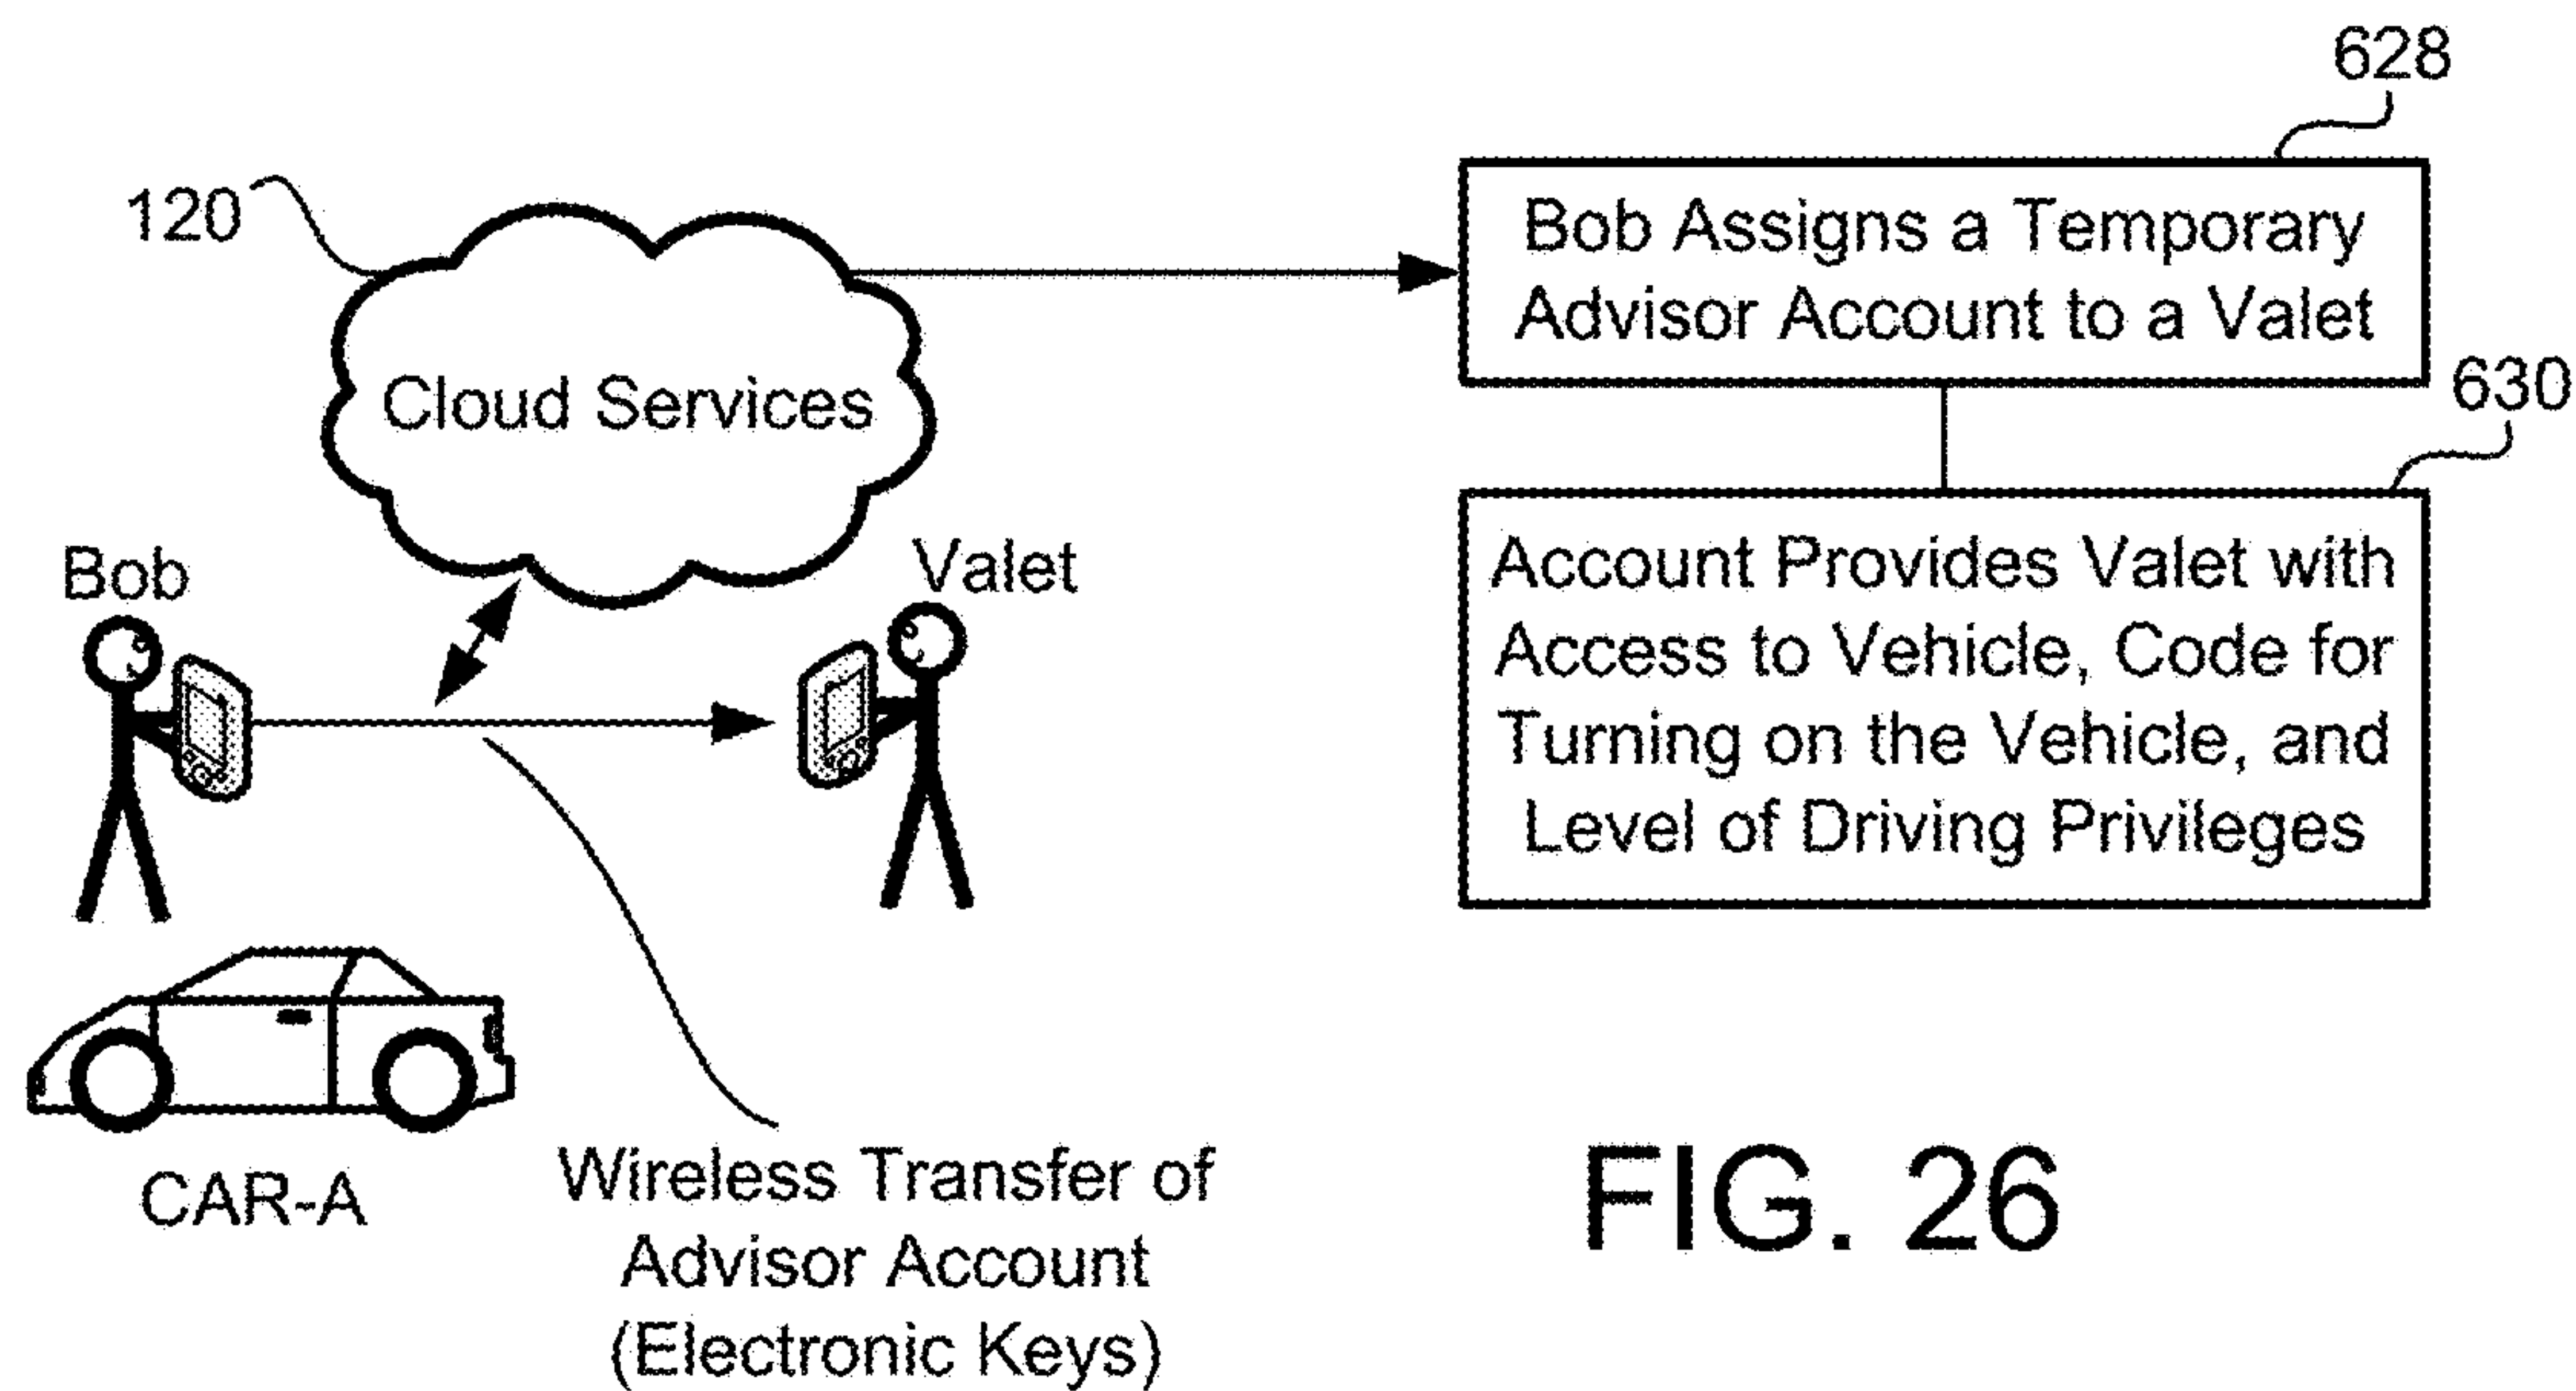 628
120
Bob Assigns a Temporary
Advisor Account to a Valet
Cloud Services
630
Bob
Valet
Account Provides Valet with
Access to Vehicle, Code for
Turning on the Vehicle, and
Level of Driving Privileges
CAR-A
Wireless Transfer of
Advisor Account
(Electronic Keys)
FIG. 26